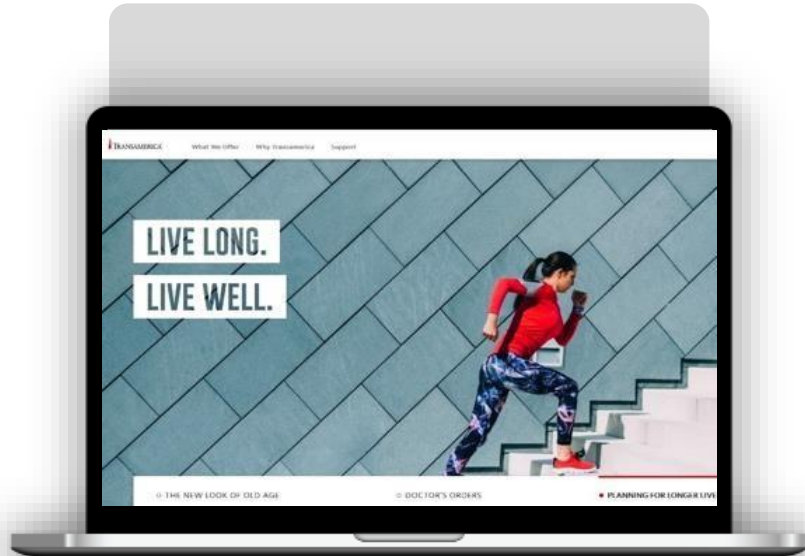 TRANSAMERICA What We Offer Why Transamerica Support
LIVE LONG.
LIVE WELL.
THE NEW LOOK OF OLD AGE DOCTOR'S ORDERS PLANNING FOR LONGER LIVE